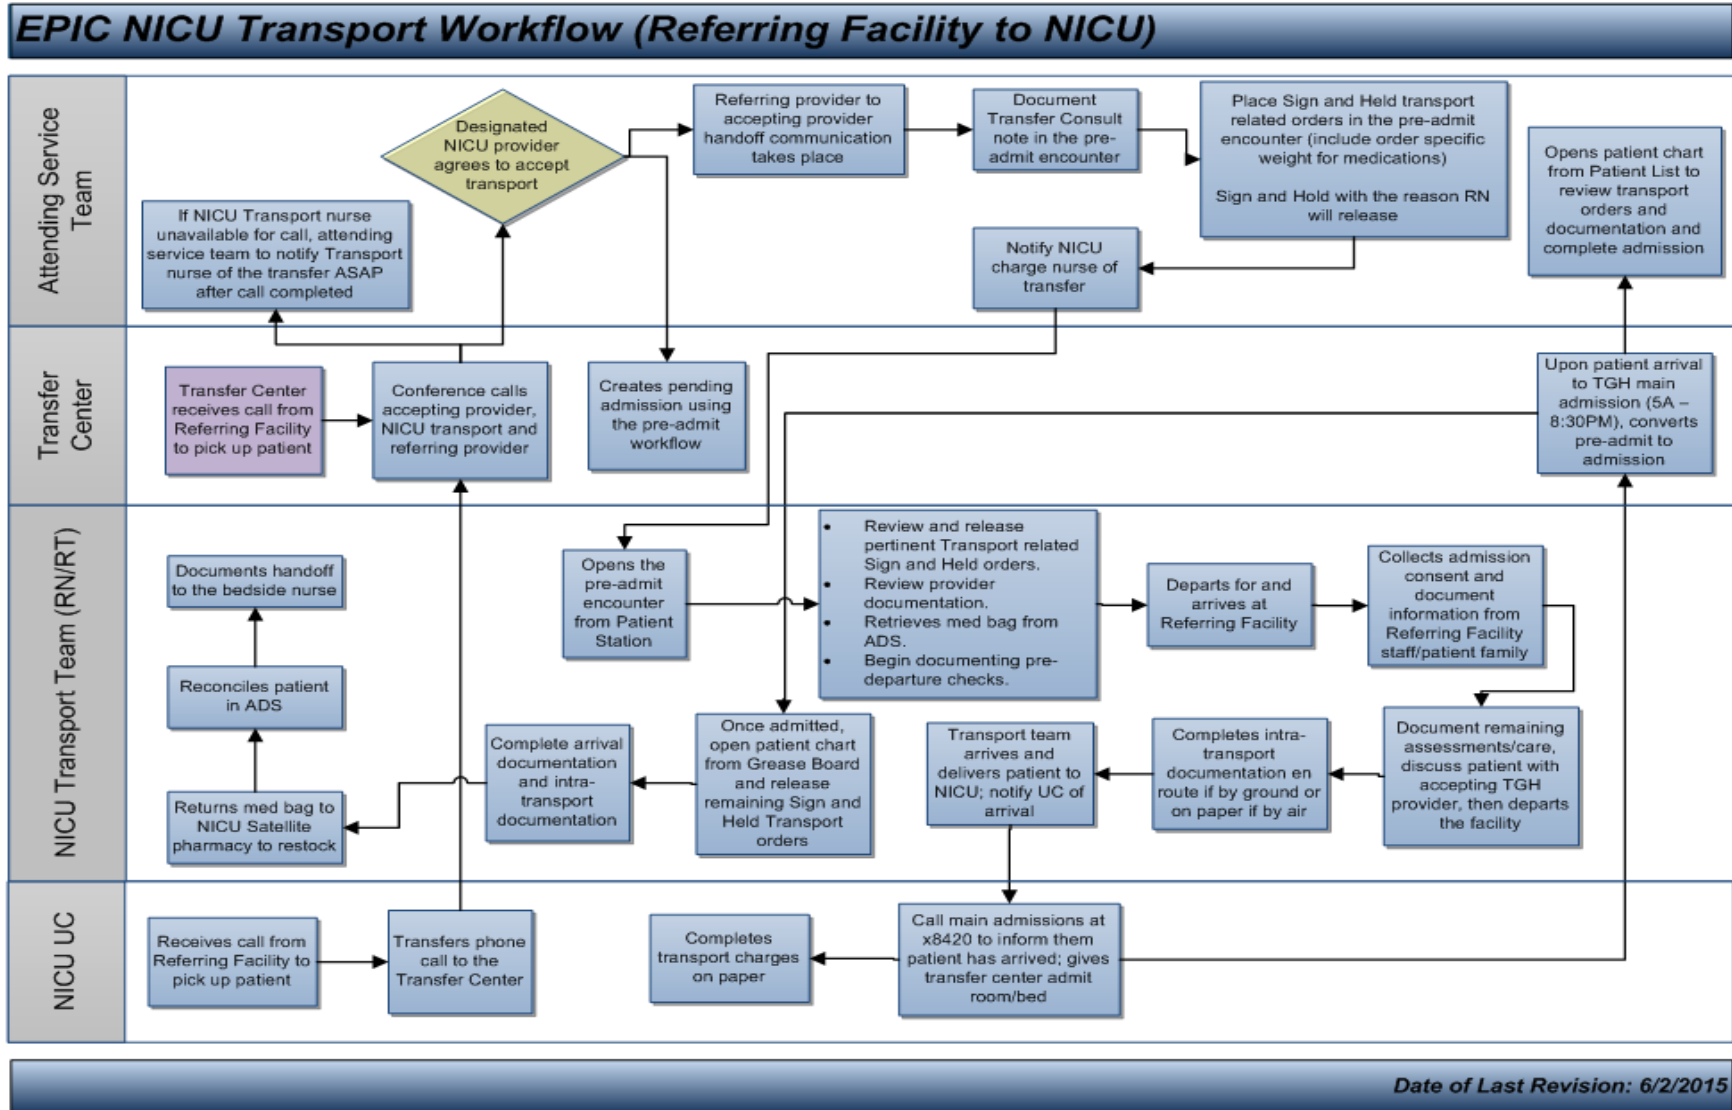 EPIC NICU Transport Workflow (Referring Facility to NICU)
Attending Service
Team
If NICU Transport nurse
unavailable for call, attending
service team to notify Transport
nurse of the transfer ASAP
after call completed
Designated
NICU provider
agrees to accept
transport
Referring provider to
accepting provider
handoff communication
takes place
Document
Transfer Consult
note in the pre-
admit encounter
Place Sign and Held transport
related orders in the pre-admit
encounter (include order specific
weight for medications)
Sign and Hold with the reason RN
will release
Notify NICU
charge nurse of
transfer
Opens patient chart
from Patient List to
review transport
orders and
documentation and
complete admission
Transfer
Center
Transfer Center
receives call from
Referring Facility
to pick up patient
Conference calls
accepting provider,
NICU transport and
referring provider
Creates pending
admission using
the pre-admit
workflow
Upon patient arrival
to TGH main
admission (5A –
8:30PM), converts
pre-admit to
admission
NICU Transport Team (RN/RT)
Documents handoff
to the bedside nurse
Reconciles patient
in ADS
Returns med bag to
NICU Satellite
pharmacy to restock
Opens the
pre-admit
encounter
from Patient
Station
• Review and release
pertinent Transport related
Sign and Held orders.
• Review provider
documentation.
• Retrieves med bag from
ADS.
• Begin documenting pre-
departure checks.
Departs for and
arrives at
Referring Facility
Collects admission
consent and
document
information from
Referring Facility
staff/patient family
Complete arrival
documentation
and intra-
transport
documentation
Once admitted,
open patient chart
from Grease Board
and release
remaining Sign and
Held Transport
orders
Transport team
arrives and
delivers patient to
NICU; notify UC of
arrival
Completes intra-
transport
documentation en
route if by ground or
on paper if by air
Document remaining
assessments/care,
discuss patient with
accepting TGH
provider, then departs
the facility
NICU UC
Receives call from
Referring Facility to
pick up patient
Transfers phone
call to the
Transfer Center
Completes
transport charges
on paper
Call main admissions at
x8420 to inform them
patient has arrived; gives
transfer center admit
room/bed
Date of Last Revision: 6/2/2015